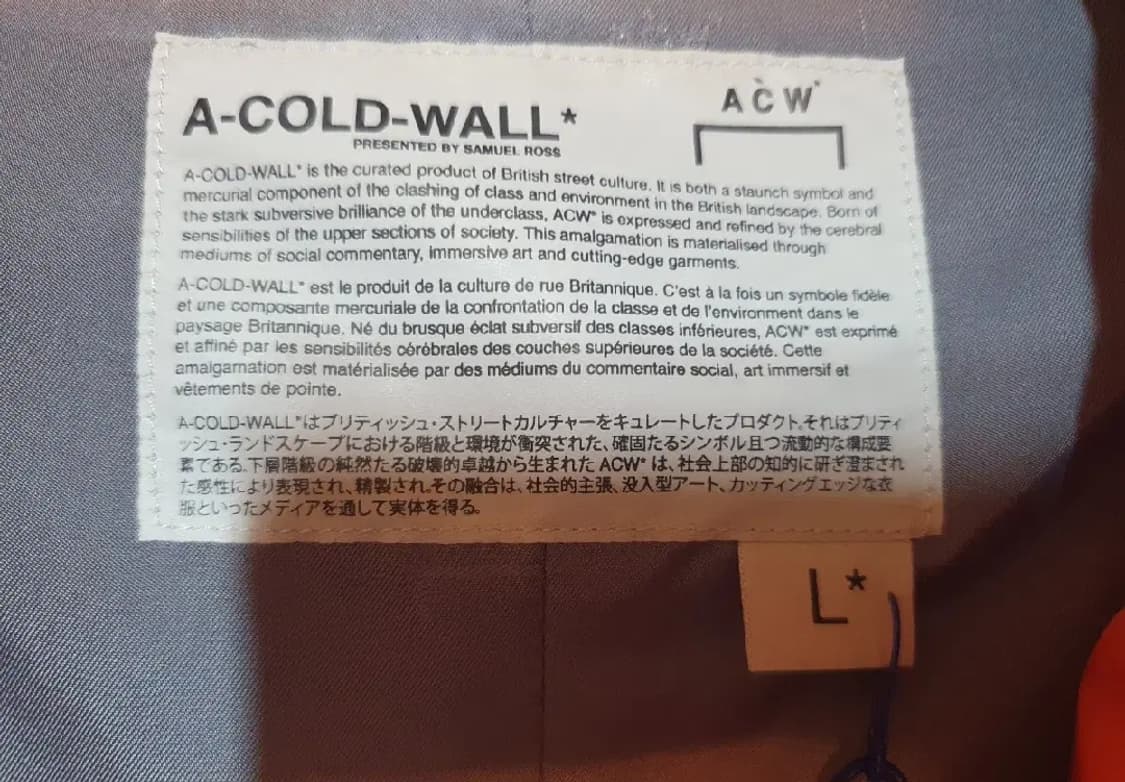 A-COLD-WALL*
PRESENTED BY SAMUEL ROSS
ACW*
A-COLD-WALL* is the curated product of British street culture. It is both a staunch symbol and
mercurial component of the clashing of class and environment in the British landscape. Born of
the stark subversive brilliance of the underclass, ACW* is expressed and refined by the cerebral
sensibilities of the upper sections of society. This amalgamation is materialised through
mediums of social commentary, immersive art and cutting-edge garments.
A-COLD-WALL* est le produit de la culture de rue Britannique. C'est à la fois un symbole fidèle
et une composante mercuriale de la confrontation de la classe et de l'environment dans le
paysage Britannique. Né du brusque éclat subversif des classes inférieures, ACW* est exprimé
et affiné par les sensibilités cérébrales des couches supérieures de la société. Cette
amalgamation est matérialisée par des médiums du commentaire social, art immersif et
vêtements de pointe.
A-COLD-WALL*はブリティッシュ・ストリートカルチャーをキュレートしたプロダクト。それはブリティ
ッシュ・ランドスケープにおける階級と環境が衝突された、確固たるシンボル且つ流動的な構成要
素である。下層階級の純然たる破壊的卓越から生まれた ACW* は、社会上部の知的に研ぎ澄まされ
た感性により表現され、精製され。その融合は、社会的主張、没入型アート、カッティングエッジな衣
服といったメディアを通して実体を得る。
L*